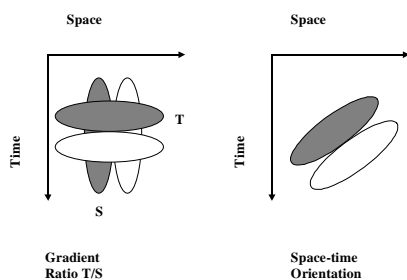 Space
Time
T
S
Gradient
Ratio T/S
Space
Time
Space-time
Orientation